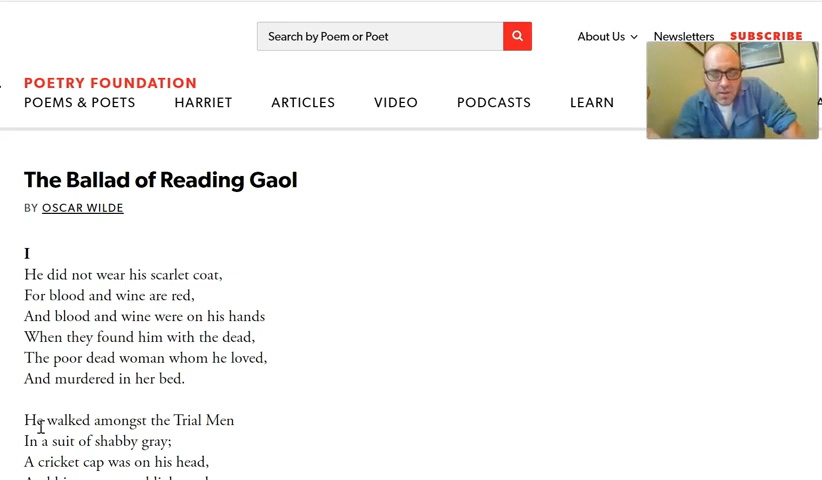 Search by Poem or Poet
About Us
Newsletters
SUBSCRIBE
POETRY FOUNDATION
POEMS & POETS
HARRIET
ARTICLES
VIDEO
PODCASTS
LEARN
The Ballad of Reading Gaol
BY OSCAR WILDE
I
He did not wear his scarlet coat,
For blood and wine are red,
And blood and wine were on his hands
When they found him with the dead,
The poor dead woman whom he loved,
And murdered in her bed.
He walked amongst the Trial Men
In a suit of shabby gray;
A cricket cap was on his head,